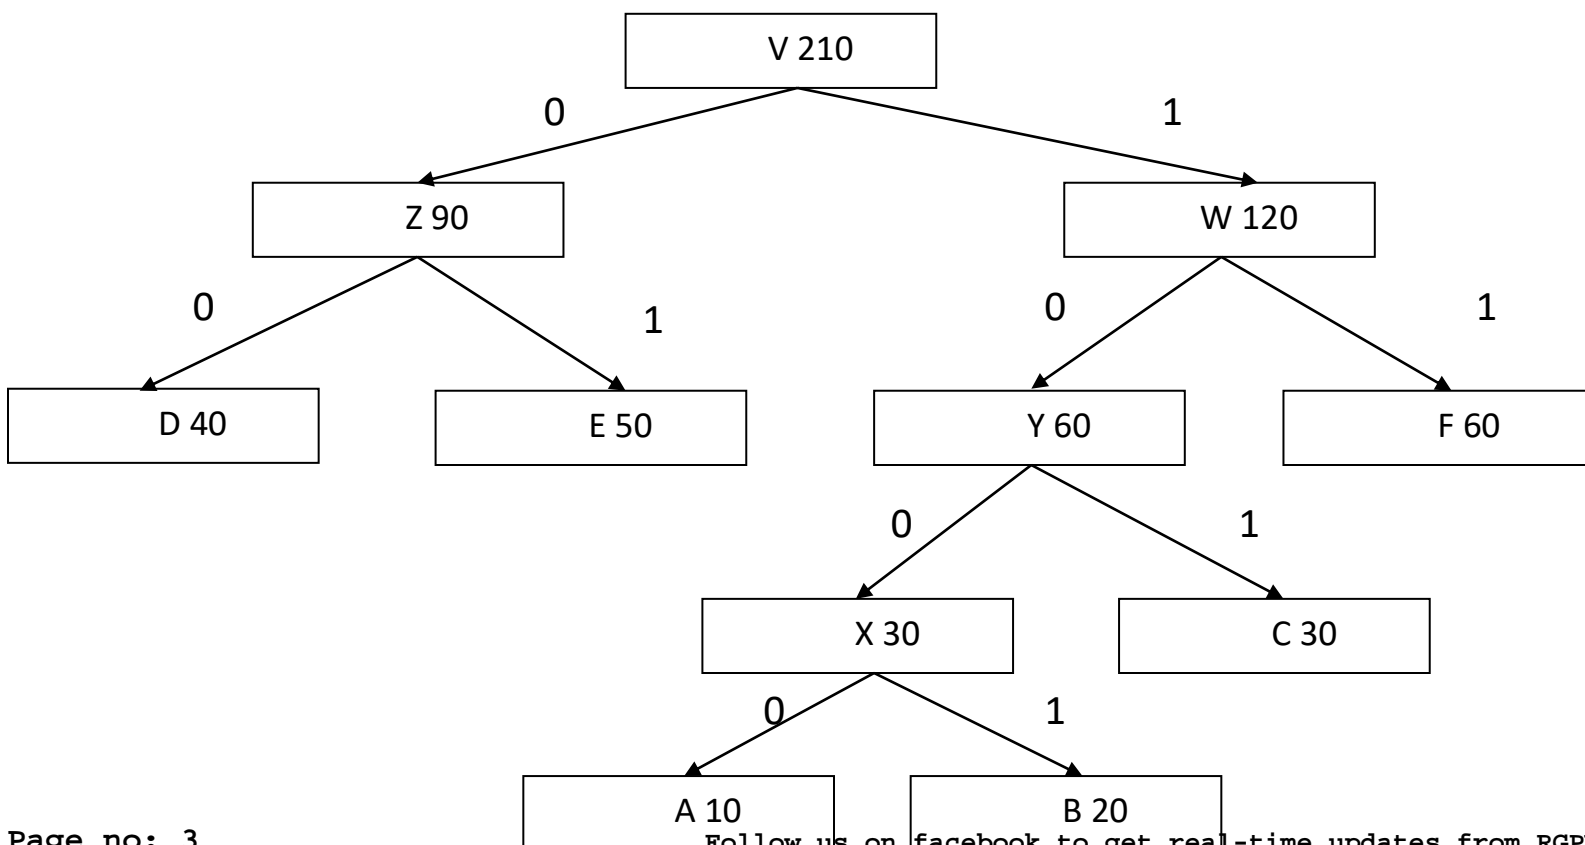 V 210
0 1
Z 90 W 120
0 1 0 1
D 40 E 50 Y 60 F 60
0 1
X 30 C 30
0 1
A 10 B 20
Page no: 3 Follow us on facebook to get real-time updates from